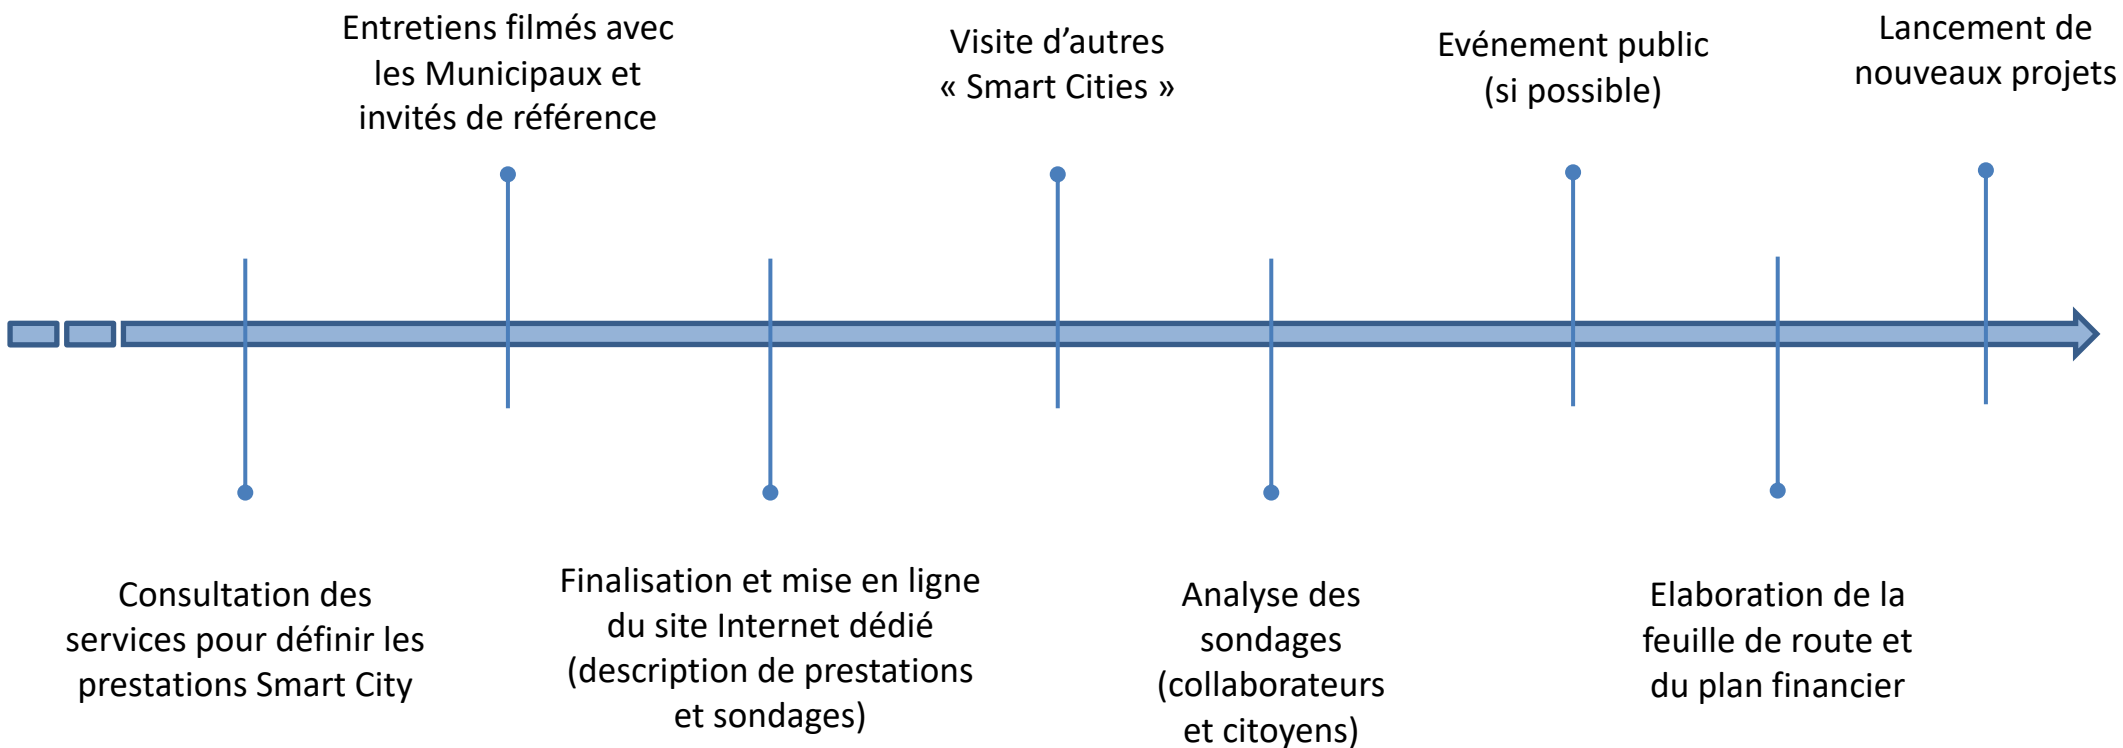 Entretiens filmés avec
les Municipaux et
invités de référence
Visite d’autres
« Smart Cities »
Evénement public
(si possible)
Lancement de
nouveaux projets
Consultation des
services pour définir les
prestations Smart City
Finalisation et mise en ligne
du site Internet dédié
(description de prestations
et sondages)
Analyse des
sondages
(collaborateurs
et citoyens)
Elaboration de la
feuille de route et
du plan financier